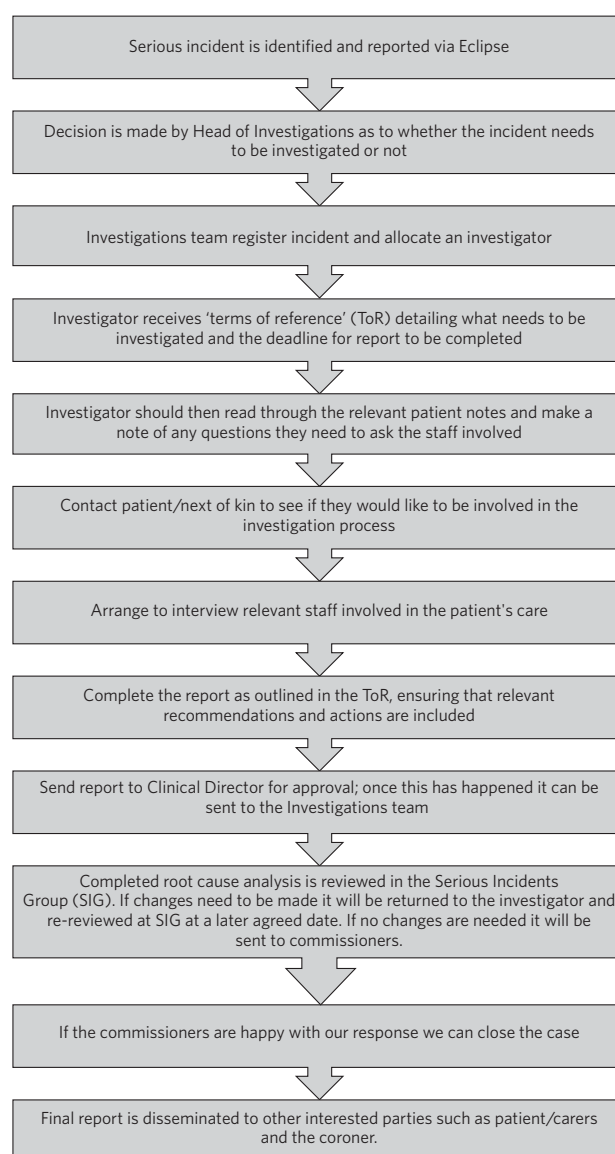 Serious incident is identified and reported via Eclipse
Decision is made by Head of Investigations as to whether the incident needs
to be investigated or not
Investigations team register incident and allocate an investigator
Investigator receives ‘terms of reference’ (ToR) detailing what needs to be
investigated and the deadline for report to be completed
Investigator should then read through the relevant patient notes and make a
note of any questions they need to ask the staff involved
Contact patient/next of kin to see if they would like to be involved in the
investigation process
Arrange to interview relevant staff involved in the patient's care
Complete the report as outlined in the ToR, ensuring that relevant
recommendations and actions are included
Send report to Clinical Director for approval; once this has happened it can be
sent to the Investigations team
Completed root cause analysis is reviewed in the Serious Incidents
Group (SIG). If changes need to be made it will be returned to the investigator and
re-reviewed at SIG at a later agreed date. If no changes are needed it will be
sent to commissioners.
If the commissioners are happy with our response we can close the case
Final report is disseminated to other interested parties such as patient/carers
and the coroner.